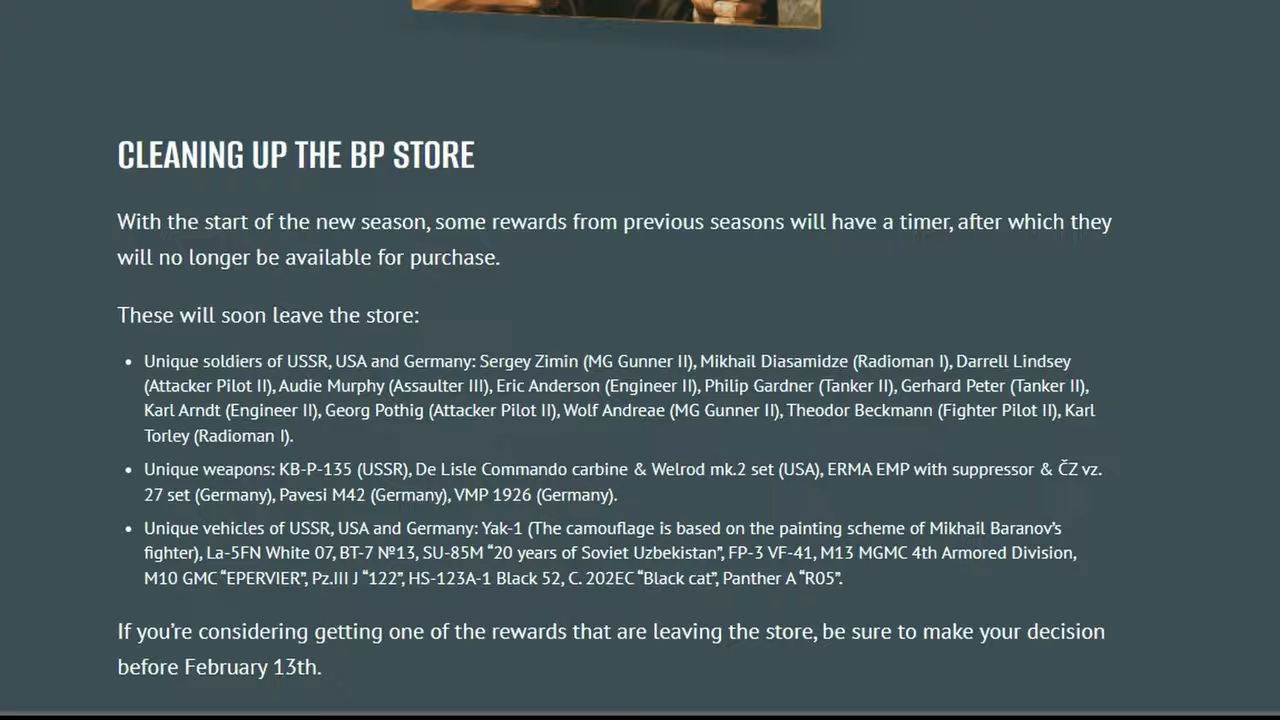 CLEANING UP THE BP STORE
With the start of the new season, some rewards from previous seasons will have a timer, after which they
will no longer be available for purchase.
These will soon leave the store:
• Unique soldiers of USSR, USA and Germany: Sergey Zimin (MG Gunner II), Mikhail Diasamidze (Radioman I), Darrell Lindsey
(Attacker Pilot II), Audie Murphy (Assaulter III), Eric Anderson (Engineer II), Philip Gardner (Tanker II), Gerhard Peter (Tanker II),
Karl Arndt (Engineer II), Georg Pothig (Attacker Pilot II), Wolf Andreae (MG Gunner II), Theodor Beckmann (Fighter Pilot II), Karl
Torley (Radioman I).
• Unique weapons: KB-P-135 (USSR), De Lisle Commando carbine & Welrod mk.2 set (USA), ERMA EMP with suppressor & ČZ vz.
27 set (Germany), Pavesi M42 (Germany), VMP 1926 (Germany).
• Unique vehicles of USSR, USA and Germany: Yak-1 (The camouflage is based on the painting scheme of Mikhail Baranov’s
fighter), La-5FN White 07, BT-7 №13, SU-85M “20 years of Soviet Uzbekistan”, FP-3 VF-41, M13 MGMC 4th Armored Division,
M10 GMC “EPERVIER”, Pz.III J “122”, HS-123A-1 Black 52, C. 202EC “Black cat”, Panther A “R05”.
If you’re considering getting one of the rewards that are leaving the store, be sure to make your decision
before February 13th.